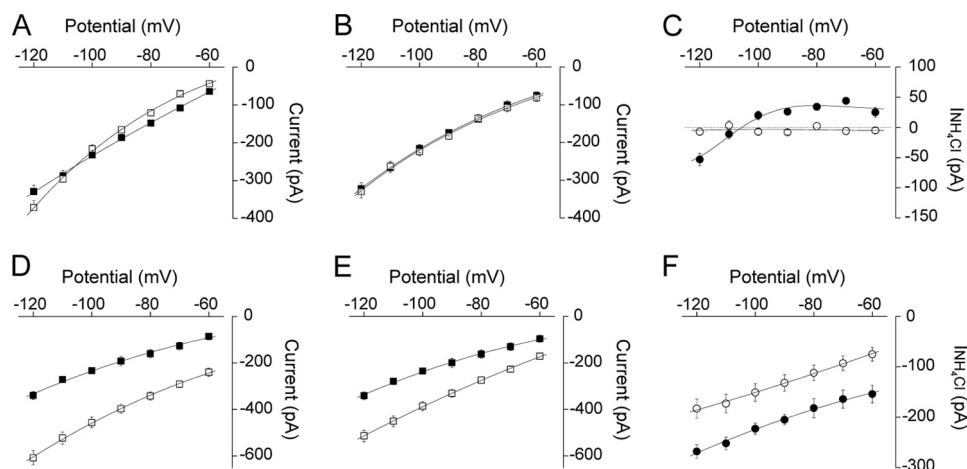 A
Potential (mV)
-120 -100 -80 -60
0
-100
-200
-300
-400
Current (pA)
B
Potential (mV)
-120 -100 -80 -60
0
-100
-200
-300
-400
Current (pA)
C
Potential (mV)
-120 -100 -80 -60
100
50
0
-50
-100
150
INH₄Cl (pA)
D
Potential (mV)
-120 -100 -80 -60
0
-200
-400
-600
Current (pA)
E
Potential (mV)
-120 -100 -80 -60
0
-200
-400
-600
Current (pA)
F
Potential (mV)
-120 -100 -80 -60
0
-100
-200
-300
INH₄Cl (pA)